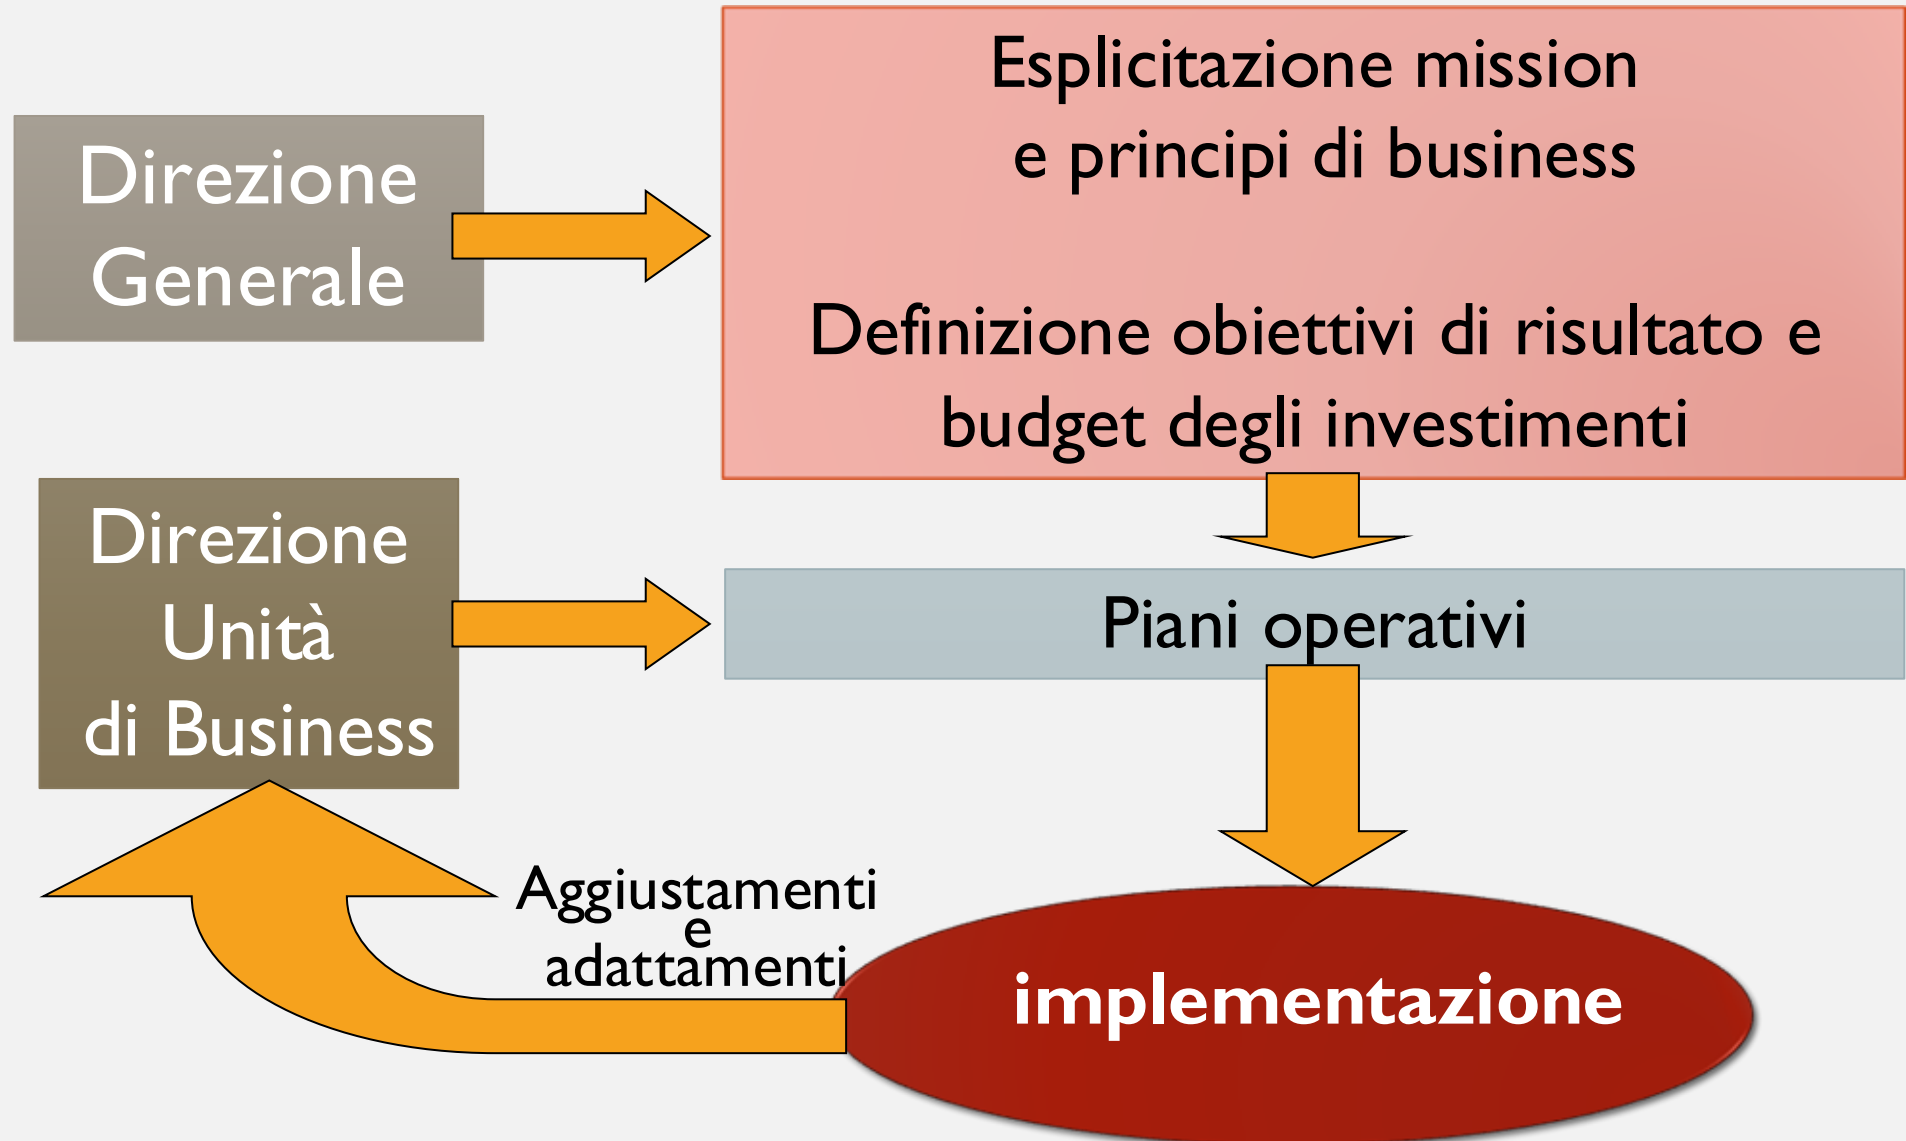 Direzione
Generale
Esplicitazione mission
e principi di business
Definizione obiettivi di risultato e
budget degli investimenti
Direzione
Unità
di Business
Piani operativi
Aggiustamenti
e
adattamenti
implementazione